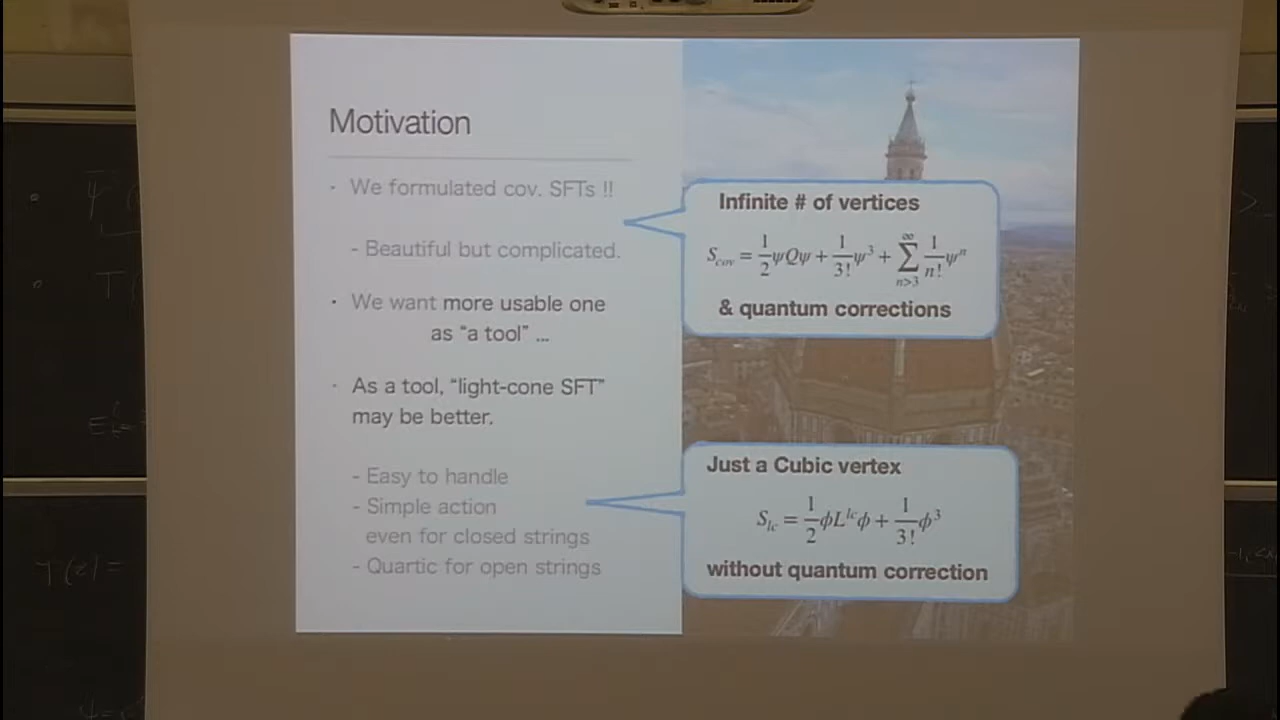 Motivation
· We formulated cov. SFTs !!
- Beautiful but complicated.
· We want more usable one
as “a tool” ...
· As a tool, “light-cone SFT”
may be better.
- Easy to handle
- Simple action
even for closed strings
- Quartic for open strings
Infinite # of vertices
S_cov = 1/2 ψQψ + 1/3! ψ³ + ∑_{n>3}^∞ 1/n! ψⁿ
& quantum corrections
Just a Cubic vertex
S_lc = 1/2 ϕL^lc ϕ + 1/3! ϕ³
without quantum correction